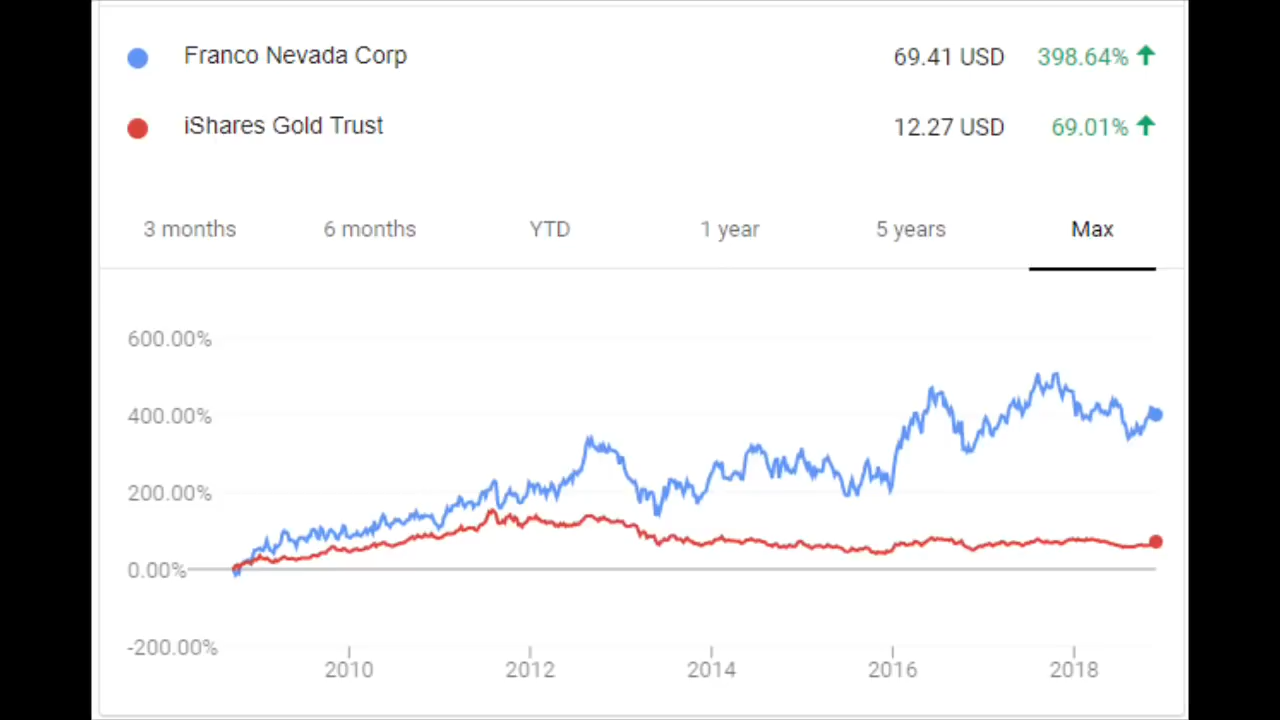 Franco Nevada Corp 69.41 USD 398.64%
iShares Gold Trust 12.27 USD 69.01%
3 months 6 months YTD 1 year 5 years Max
600.00%
400.00%
200.00%
0.00%
-200.00%
2010 2012 2014 2016 2018